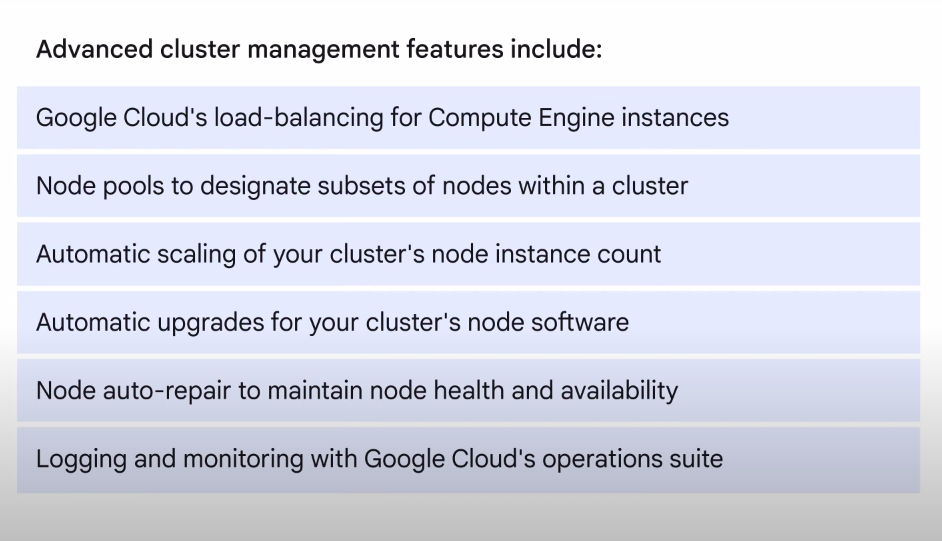 Advanced cluster management features include:
Google Cloud's load-balancing for Compute Engine instances
Node pools to designate subsets of nodes within a cluster
Automatic scaling of your cluster's node instance count
Automatic upgrades for your cluster's node software
Node auto-repair to maintain node health and availability
Logging and monitoring with Google Cloud's operations suite